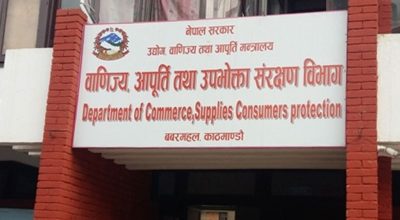 नेपाल सरकार
उद्योग, वाणिज्य तथा आपूर्ति मन्त्रालय
वाणिज्य, आपूर्ति तथा उपभोक्ता संरक्षण विभाग
Department of Commerce,Supplies Consumers protection
बबरमहल, काठमाण्डौ